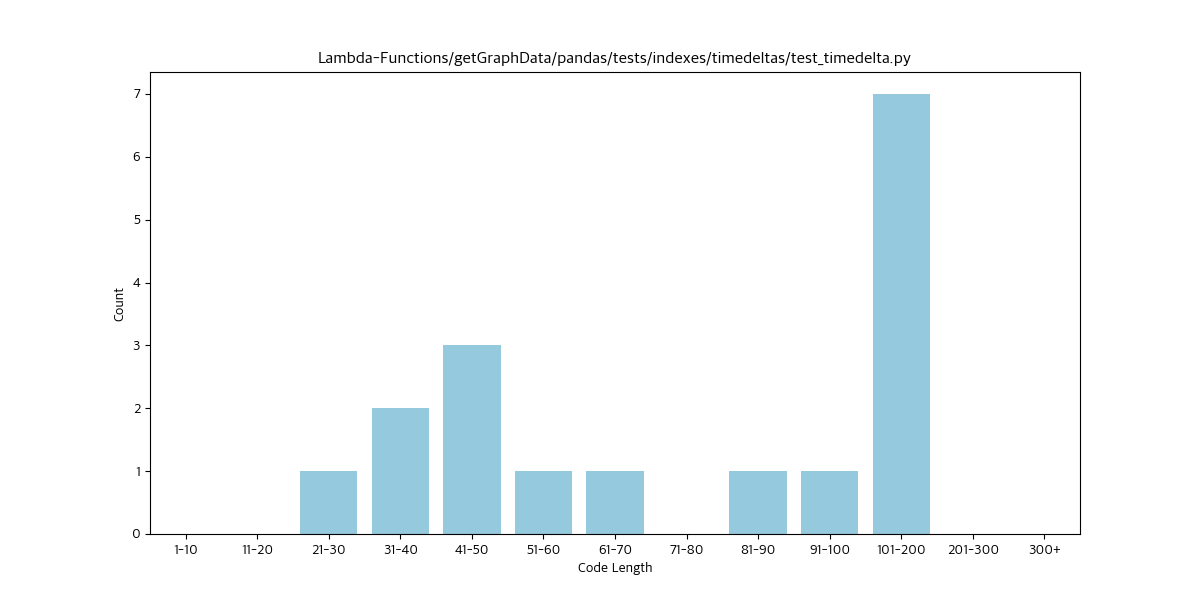 Lambda-Functions/getGraphData/pandas/tests/indexes/timedeltas/test_timedelta.py
7
6
5
4
3
2
1
0
Count
1-10 11-20 21-30 31-40 41-50 51-60 61-70 71-80 81-90 91-100 101-200 201-300 300+
Code Length